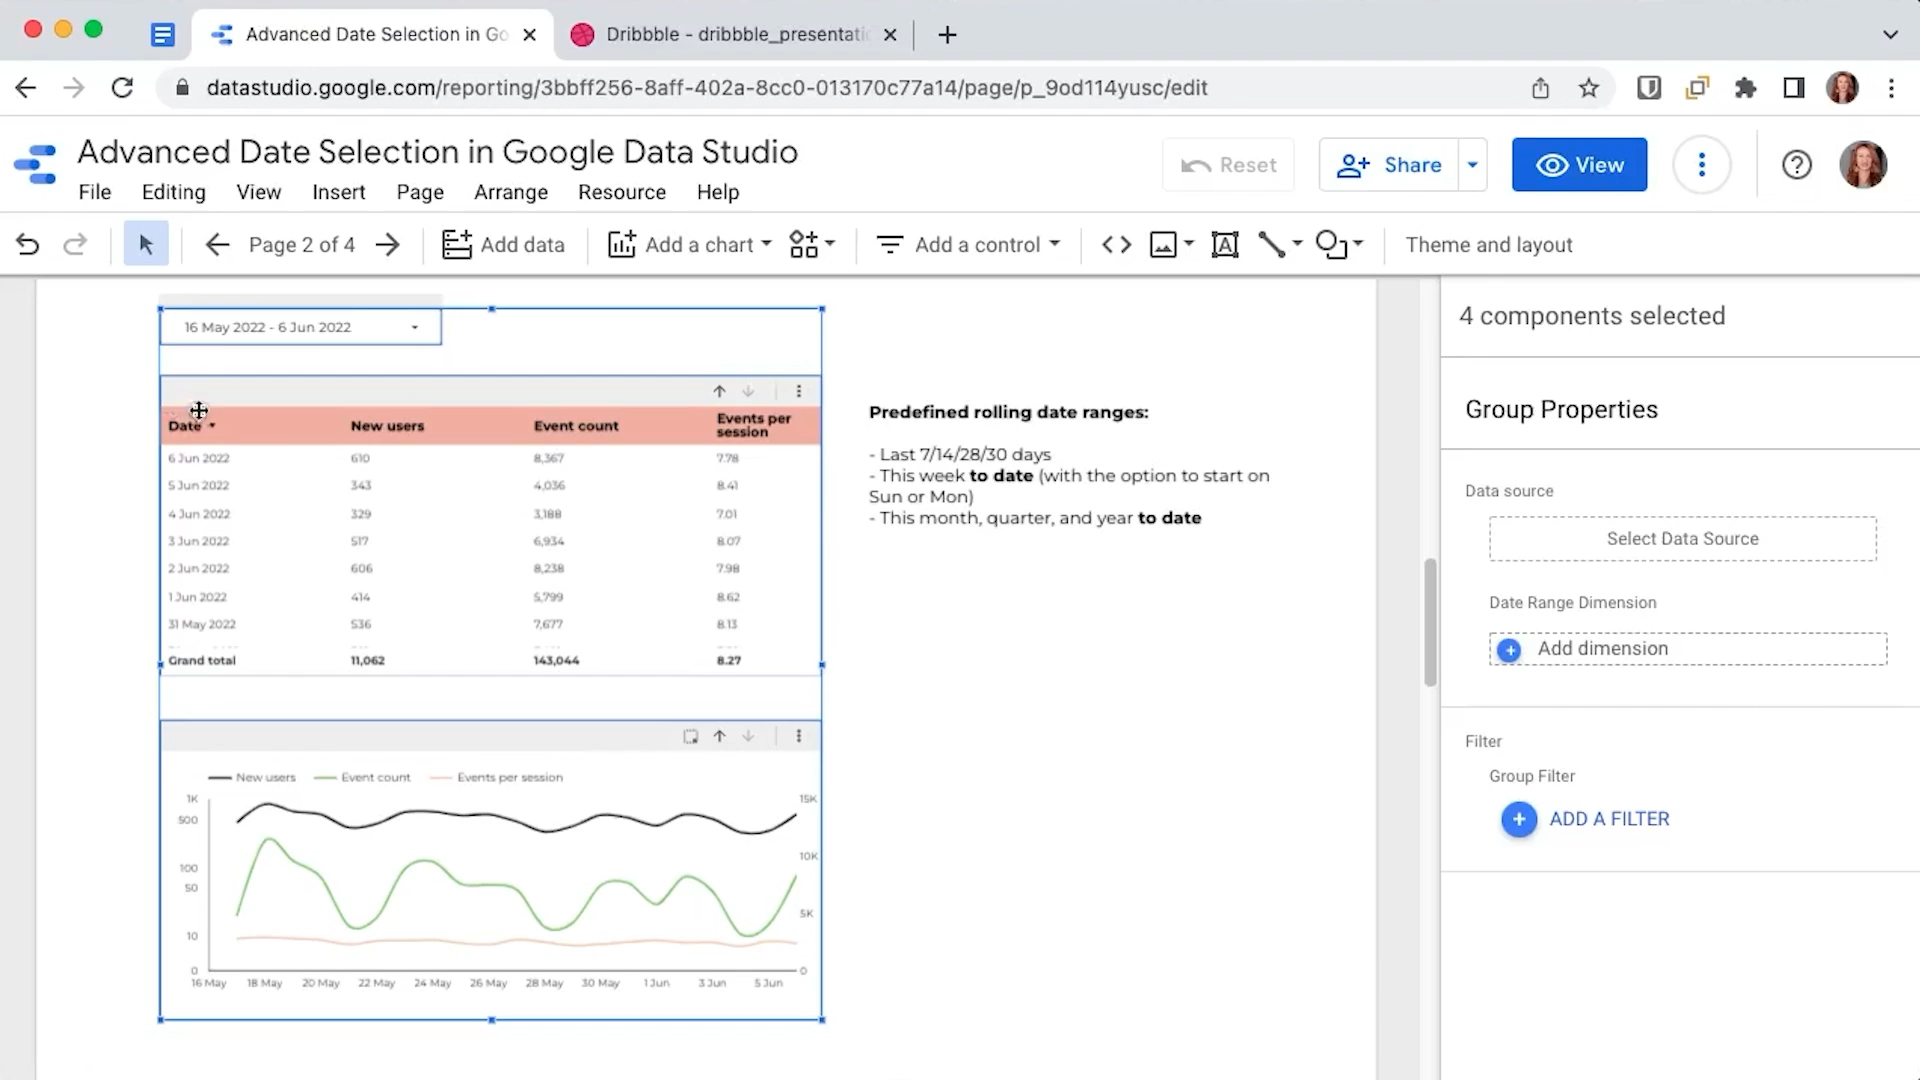 Advanced Date Selection in Go
Dribbble - dribbble_presentati
datastudio.google.com/reporting/3bbff256-8aff-402a-8cc0-013170c77a14/page/p_9od114yusc/edit
Advanced Date Selection in Google Data Studio
Reset
Share
View
File Editing View Insert Page Arrange Resource Help
Page 2 of 4
Add data
Add a chart
Add a control
Theme and layout
16 May 2022 - 6 Jun 2022
Date New users Event count Events per session
6 Jun 2022 610 8,367 7.78
5 Jun 2022 343 4,036 8.41
4 Jun 2022 329 3,188 7.01
3 Jun 2022 517 6,934 8.07
2 Jun 2022 606 8,238 7.98
1 Jun 2022 414 5,799 8.62
31 May 2022 536 7,677 8.13
Grand total 11,062 143,044 8.27
New users Event count Events per session
1K
500
100
50
10
0
15K
10K
5K
0
16 May 18 May 20 May 22 May 24 May 26 May 28 May 30 May 1 Jun 3 Jun 5 Jun
Predefined rolling date ranges:
- Last 7/14/28/30 days
- This week to date (with the option to start on
Sun or Mon)
- This month, quarter, and year to date
4 components selected
Group Properties
Data source
Select Data Source
Date Range Dimension
Add dimension
Filter
Group Filter
ADD A FILTER